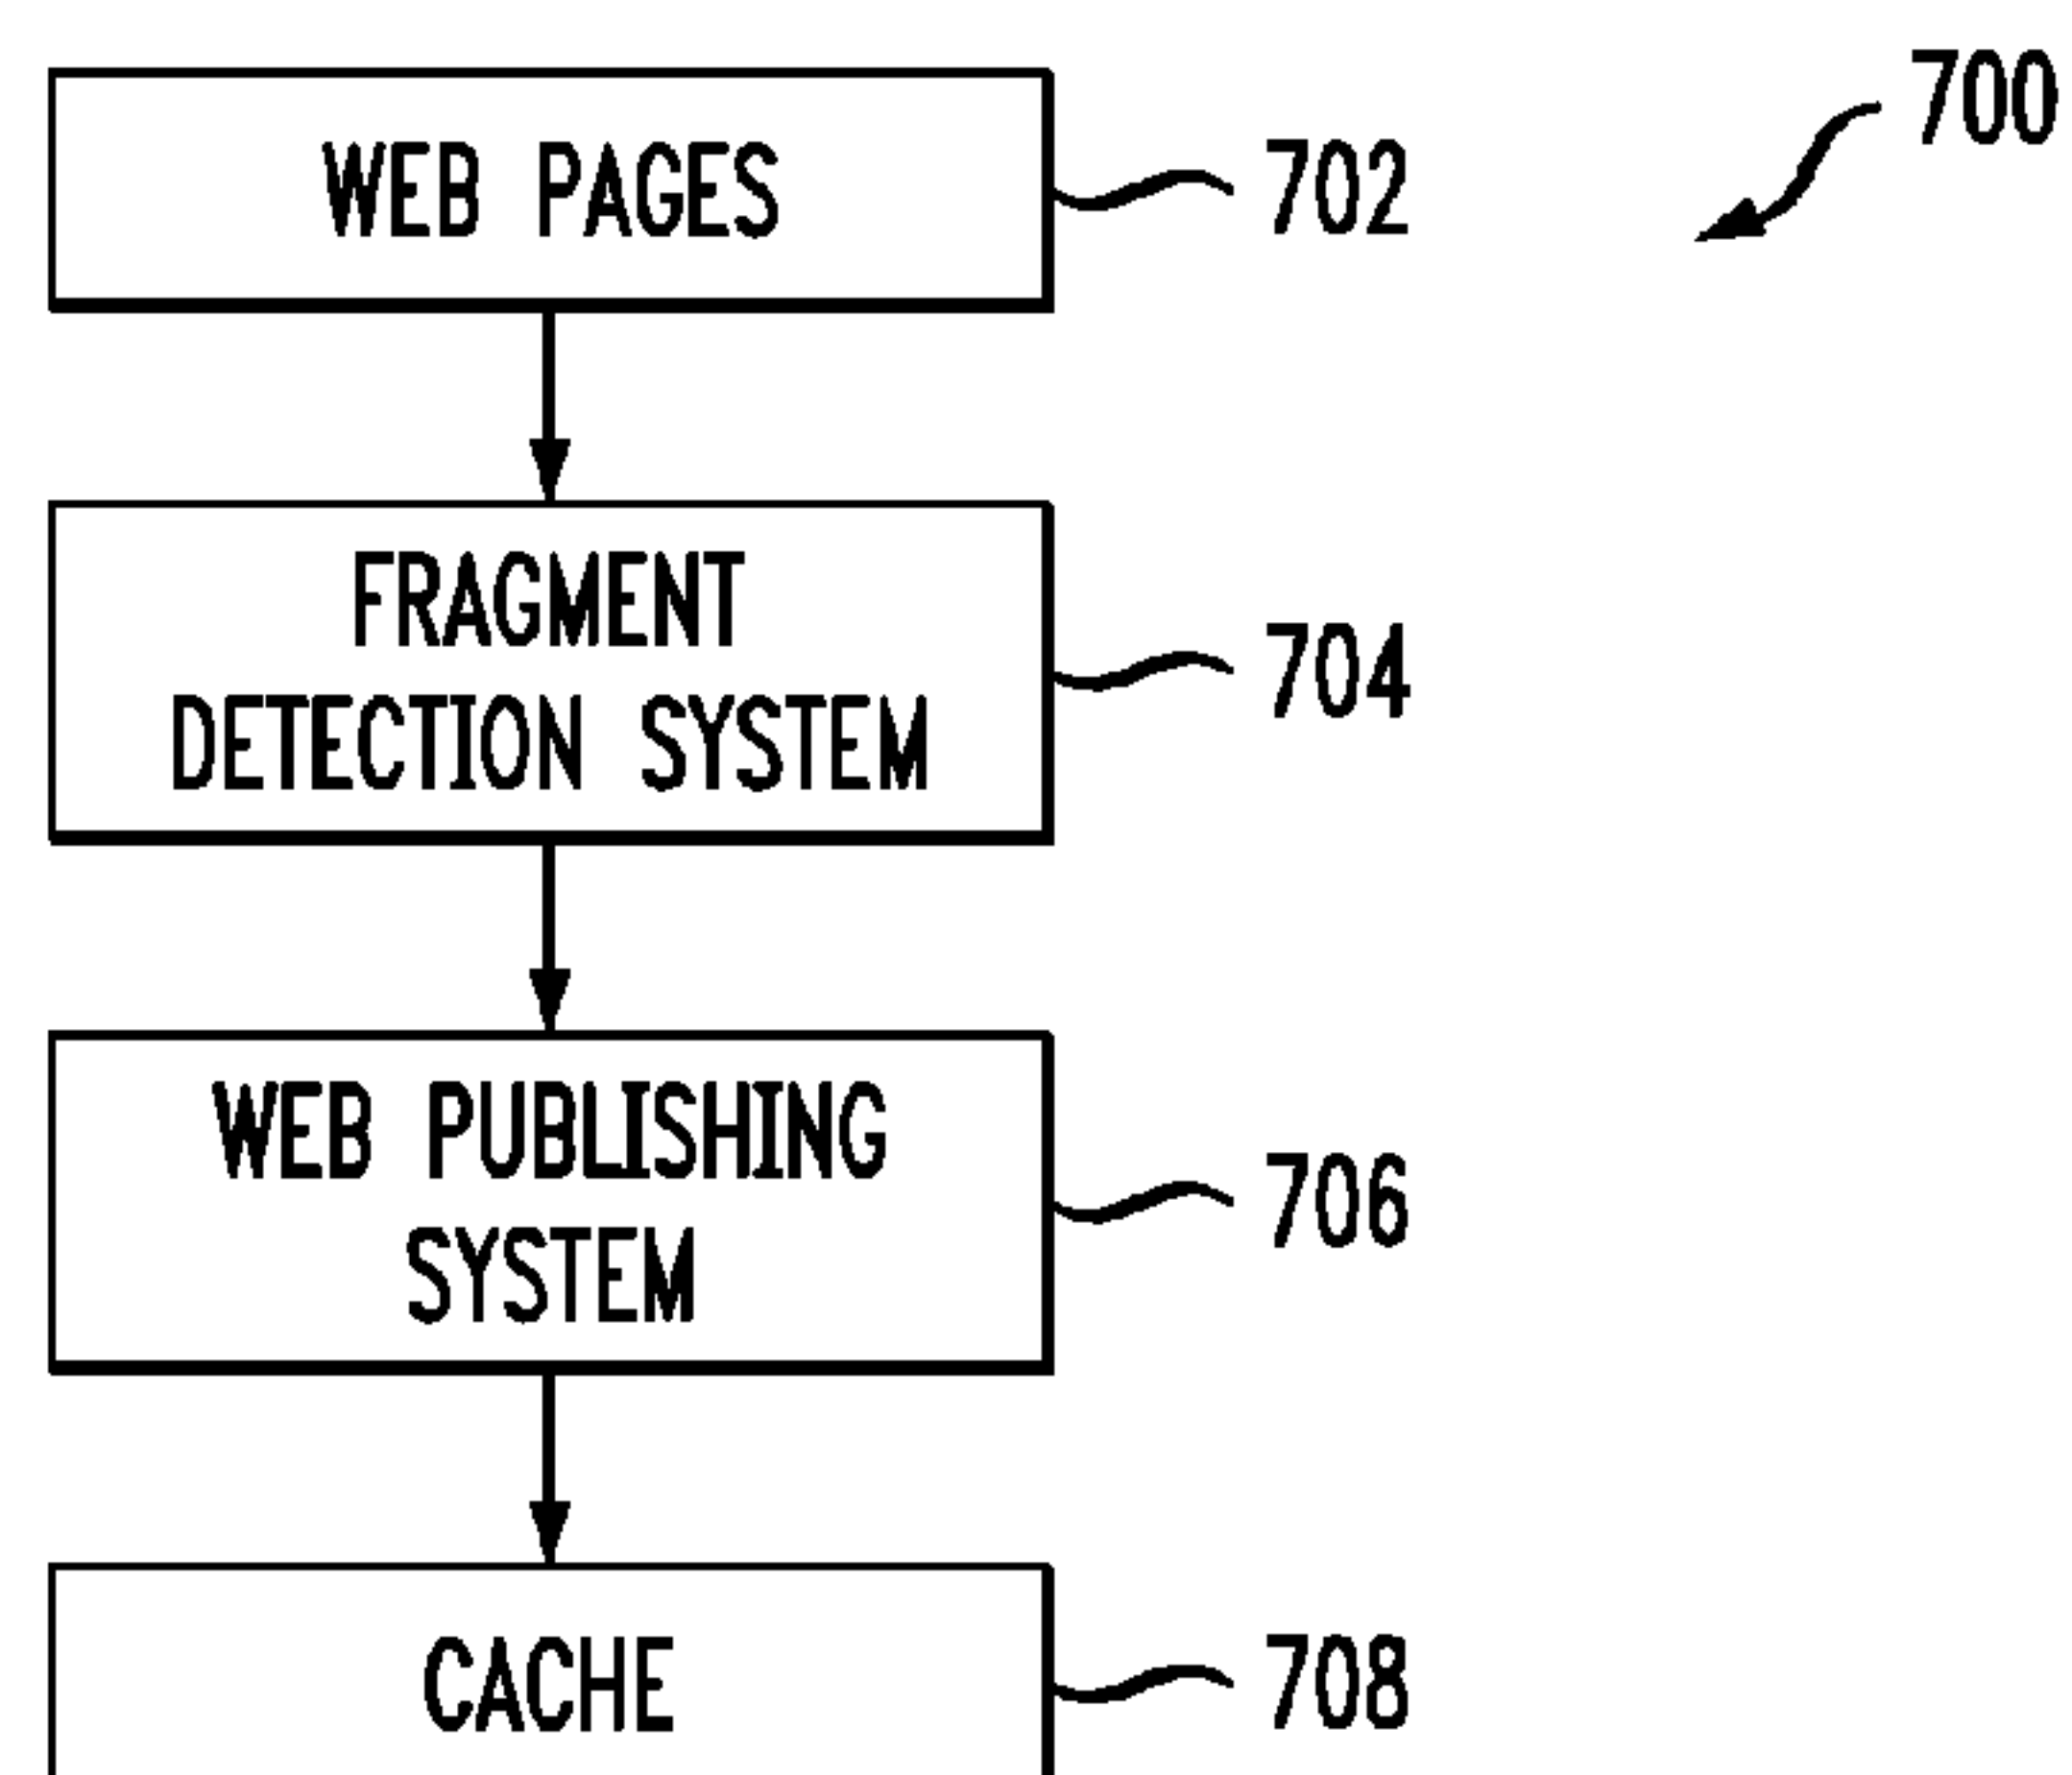 700
WEB PAGES
702
FRAGMENT
DETECTION SYSTEM
704
WEB PUBLISHING
SYSTEM
706
CACHE
708